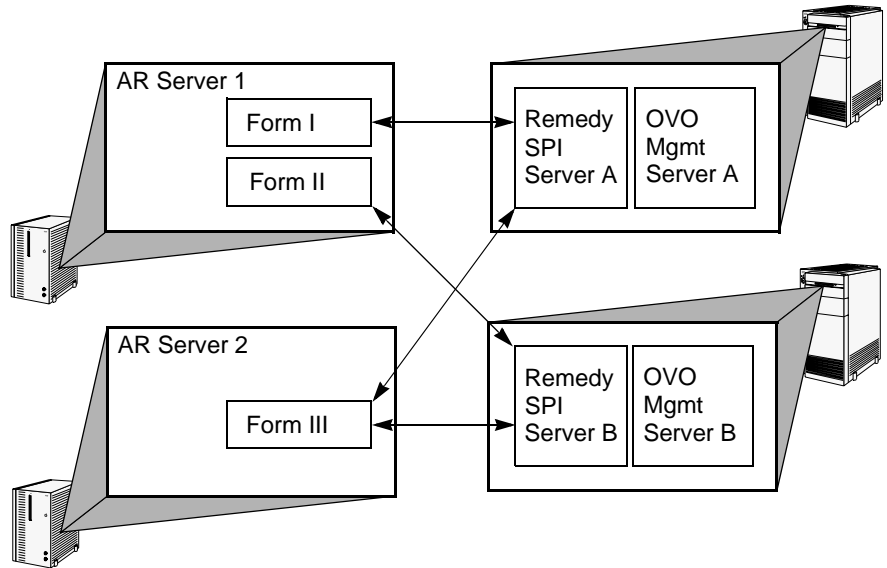 AR Server 1
Form I
Form II
Remedy
SPI
Server A
OVO
Mgmt
Server A
AR Server 2
Form III
Remedy
SPI
Server B
OVO
Mgmt
Server B